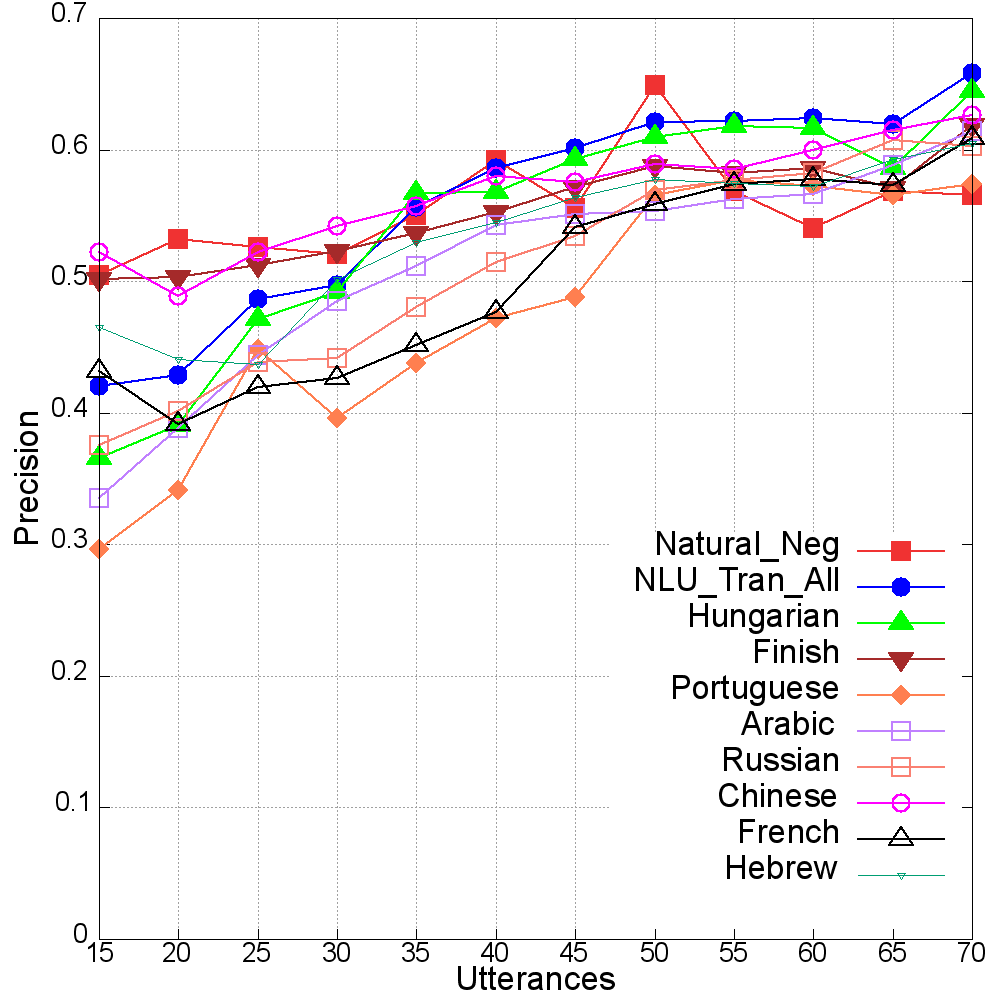 0.7
0.6
0.5
0.4
0.3
0.2
0.1
0
Precision
Natural_Neg
NLU_Tran_All
Hungarian
Finish
Portuguese
Arabic
Russian
Chinese
French
Hebrew
15 20 25 30 35 40 45 50 55 60 65 70
Utterances